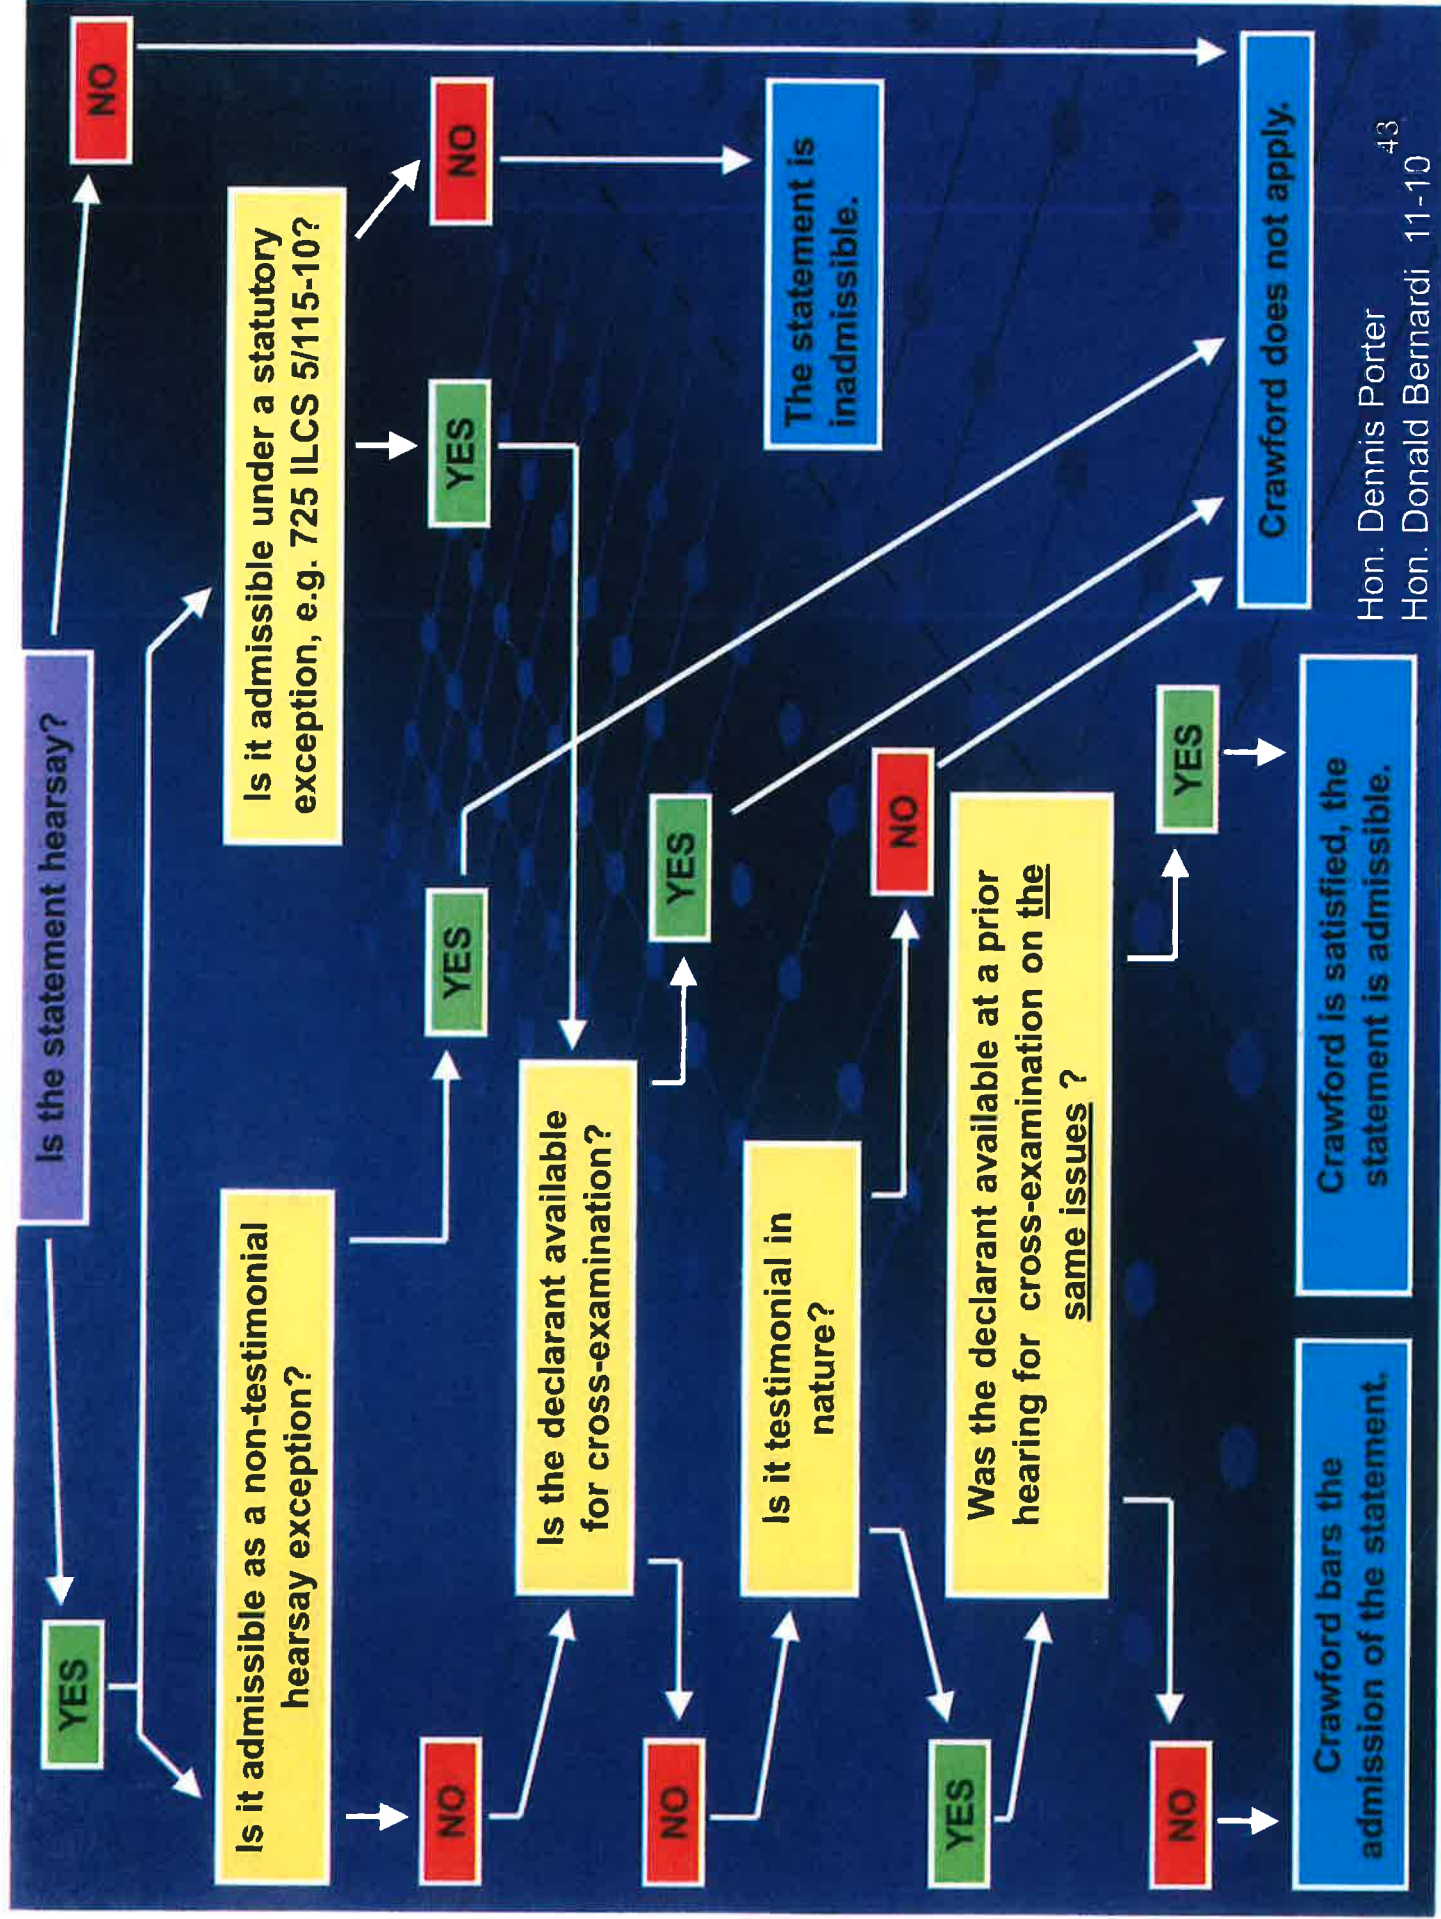 Is the statement hearsay?
YES
NO
Is it admissible as a non-testimonial
hearsay exception?
Is it admissible under a statutory
exception, e.g. 725 ILCS 5/115-10?
NO
YES
YES
NO
Is the declarant available
for cross-examination?
NO
YES
The statement is
inadmissible.
Is it testimonial in
nature?
YES
NO
Was the declarant available at a prior
hearing for cross-examination on the
same issues ?
NO
YES
Crawford does not apply.
Crawford bars the
admission of the statement.
Crawford is satisfied, the
statement is admissible.
Hon. Dennis Porter
43
Hon. Donald Bernardi 11-10